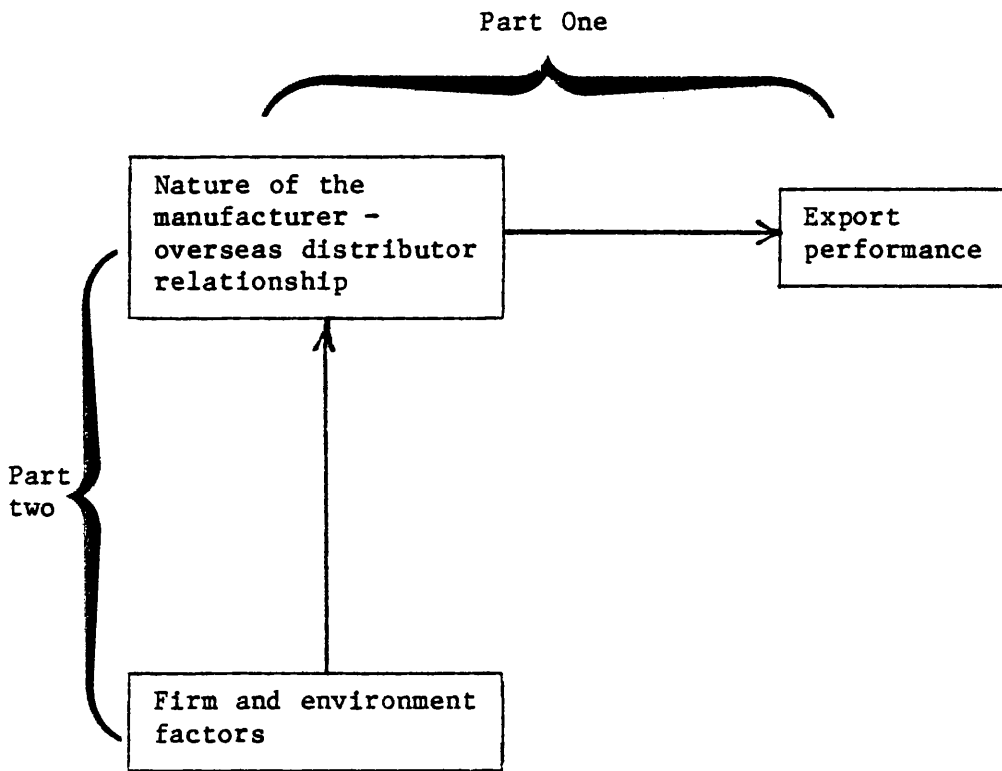 Part One
Nature of the
manufacturer -
overseas distributor
relationship
Export
performance
Part
two
Firm and environment
factors